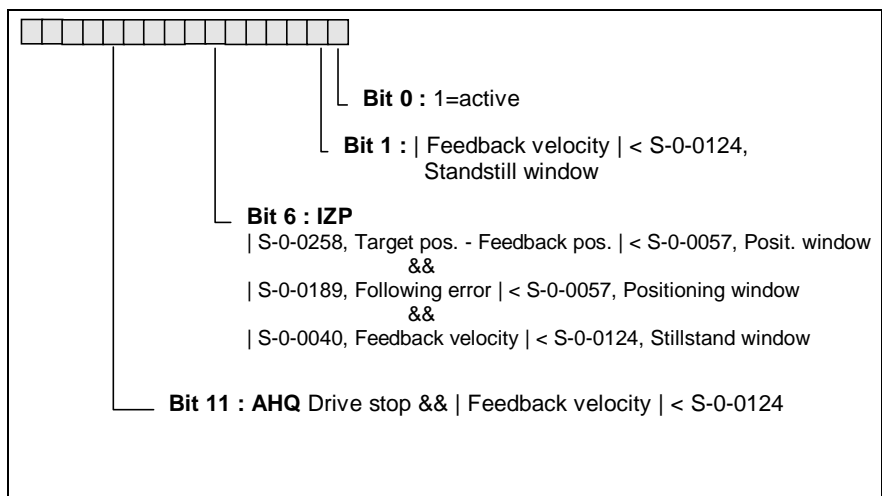 Bit 0 : 1=active
Bit 1 : | Feedback velocity | < S-0-0124,
Standstill window
Bit 6 : IZP
| S-0-0258, Target pos. - Feedback pos. | < S-0-0057, Posit. window
&&
| S-0-0189, Following error | < S-0-0057, Positioning window
&&
| S-0-0040, Feedback velocity | < S-0-0124, Stillstand window
Bit 11 : AHQ Drive stop && | Feedback velocity | < S-0-0124